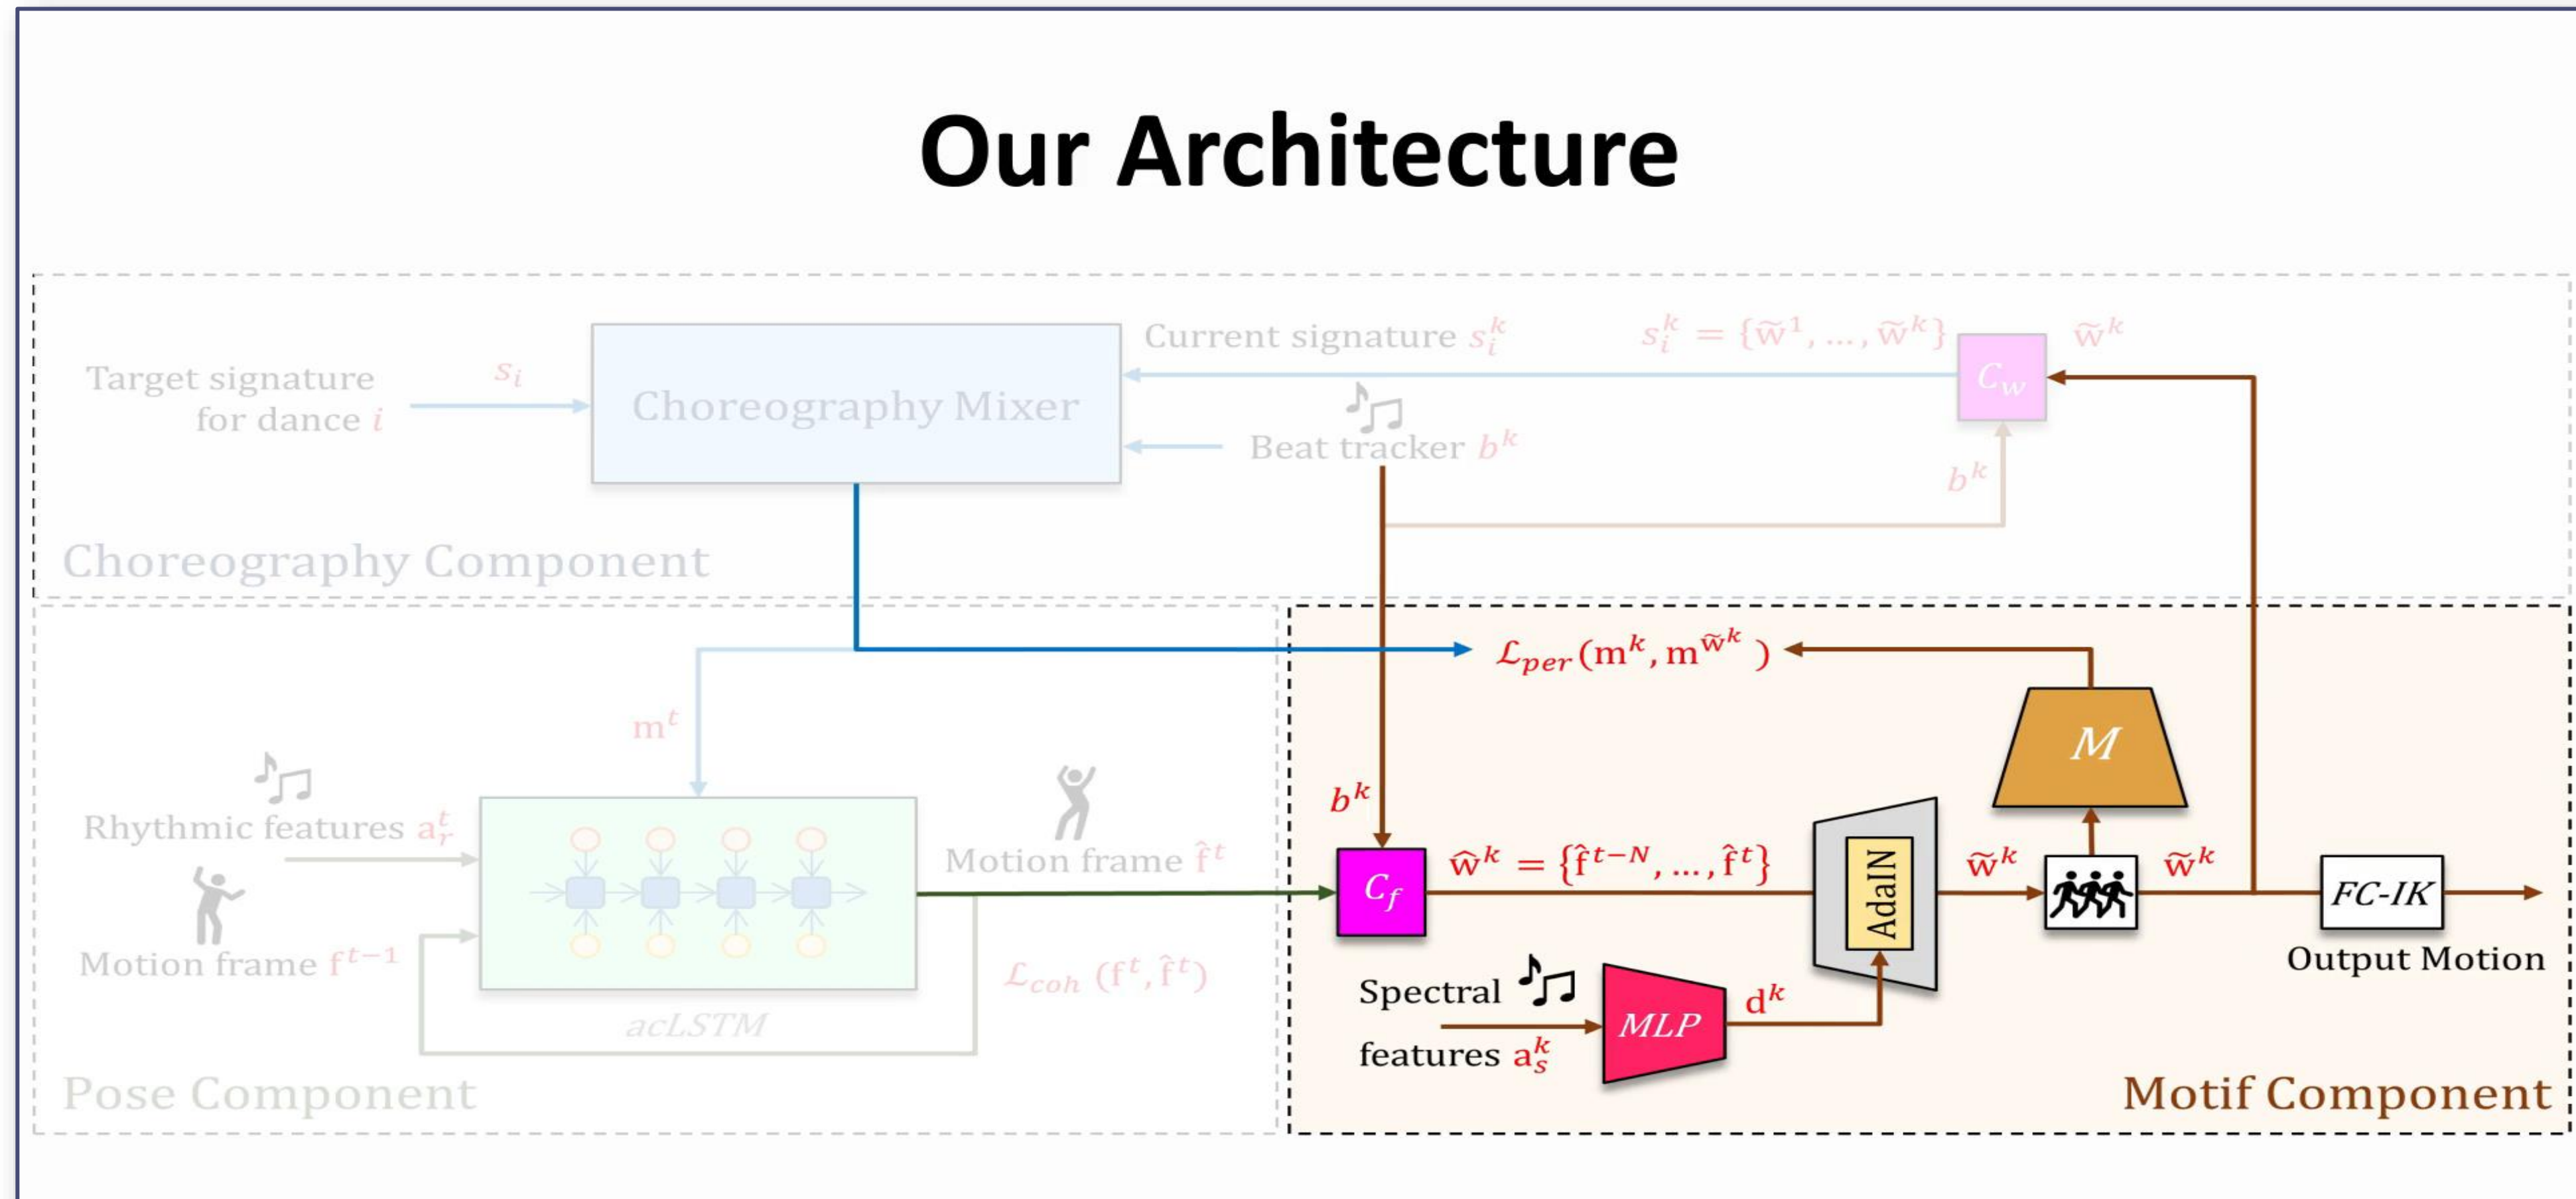 Our Architecture
Target signature
for dance i
s_i
Choreography Mixer
Current signature s_i^k
s_i^k = {w̃^1, …, w̃^k}
C_w
w̃^k
Beat tracker b^k
b^k
Choreography Component
m^t
Rhythmic features a_r^t
Motion frame f^{t−1}
acLSTM
Motion frame f̂^t
ℒ_coh (f^t, f̂^t)
Pose Component
ℒ_per(m^k, m^{w̃^k} )
M
b^k
C_f
ŵ^k = {f̂^{t−N}, …, f̂^t}
AdaIN
w̃^k
w̃^k
FC-IK
Output Motion
Spectral
features a_s^k
MLP
d^k
Motif Component